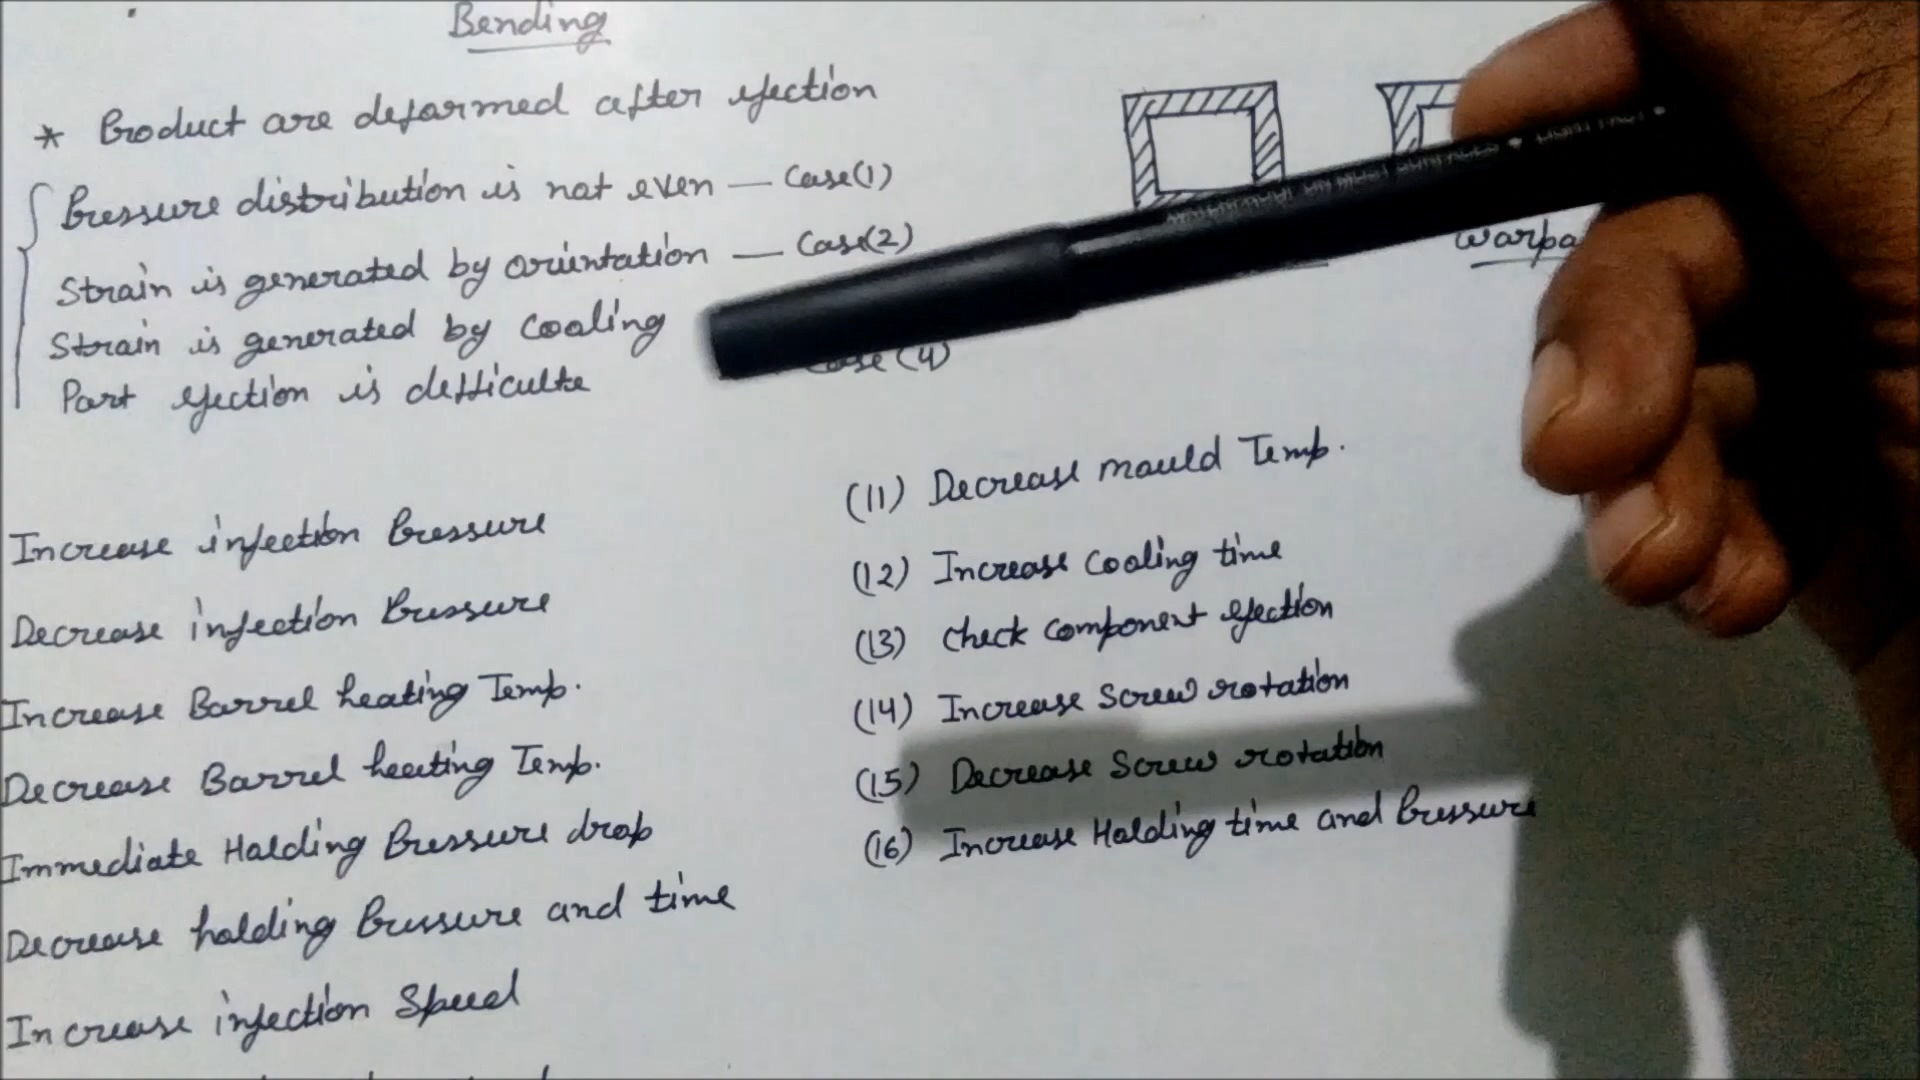 Bending
* Product are deformed after ejection
Pressure distribution is not even — Case(1)
Strain is generated by oriintation — Case(2)
Strain is generated by Cooling
Part ejection is defficulte
Case (4)
warpa
Increase injection Pressure
Decrease injection Pressure
Increase Barrel heating Temp.
Decrease Barrel heating Temp.
Immediate Holding Pressure drop
Decrease holding Pressure and time
Increase injection Speed
(11) Decrease mould Temp.
(12) Increase Cooling time
(13) Check Component ejection
(14) Increase Screw rotation
(15) Decrease Screw rotation
(16) Increase Holding time and Pressure